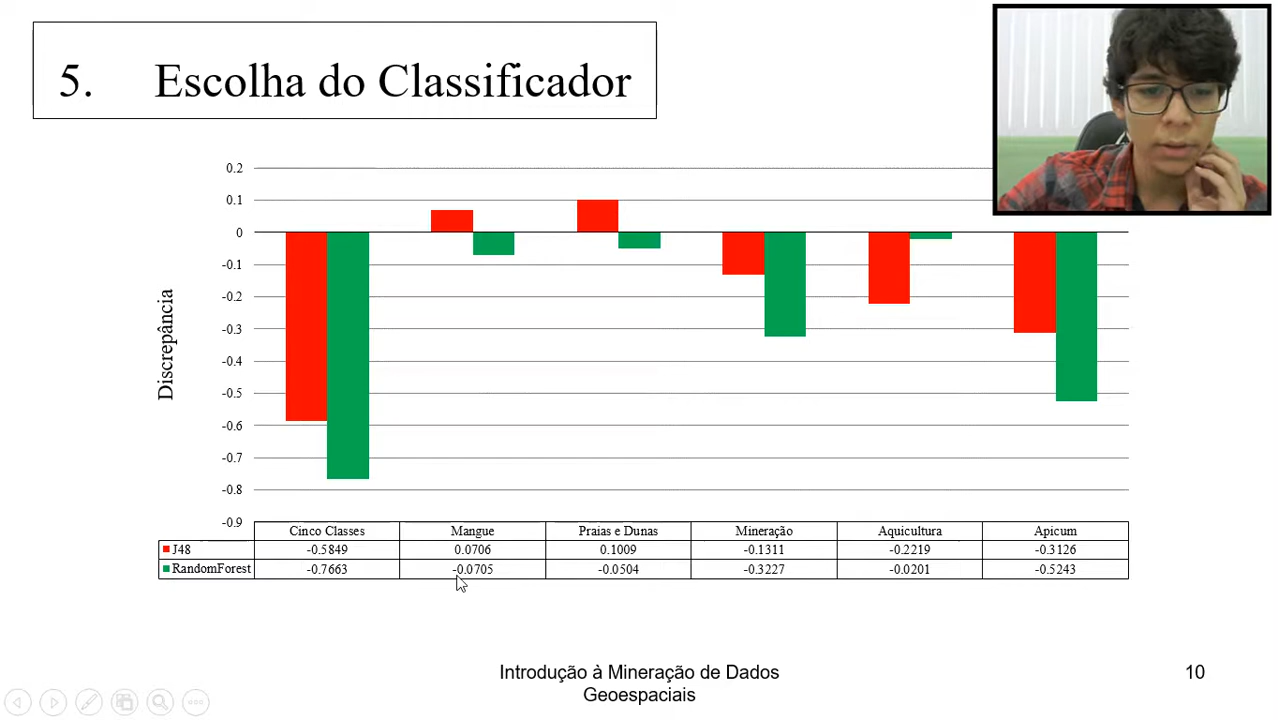 5. Escolha do Classificador
0.2
0.1
0
-0.1
-0.2
-0.3
-0.4
-0.5
-0.6
-0.7
-0.8
-0.9
Discrepância
Cinco Classes Mangue Praias e Dunas Mineração Aquicultura Apicum
J48 -0.5849 0.0706 0.1009 -0.1311 -0.2219 -0.3126
RandomForest -0.7663 -0.0705 -0.0504 -0.3227 -0.0201 -0.5243
Introdução à Mineração de Dados
Geoespaciais
10